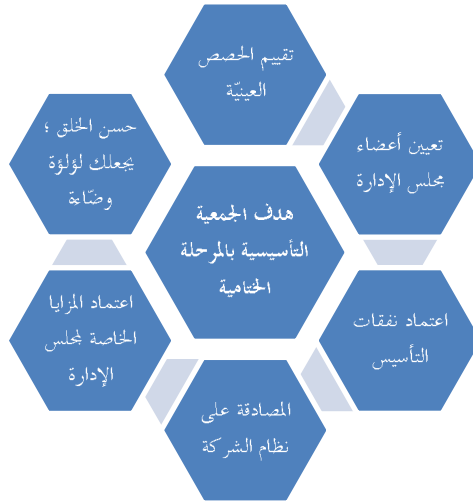 تقييم الحصص
العينيّة
تعيين أعضاء
مجلس الإدارة
اعتماد نفقات
التأسيس
المصادقة على
نظام الشركة
اعتماد المزايا
الخاصة لمجلس
الإدارة
حسن الخلق ؛
يجعلك لؤلؤة
وضّاءة
هدف الجمعية
التأسيسية بالمرحلة
الختامية